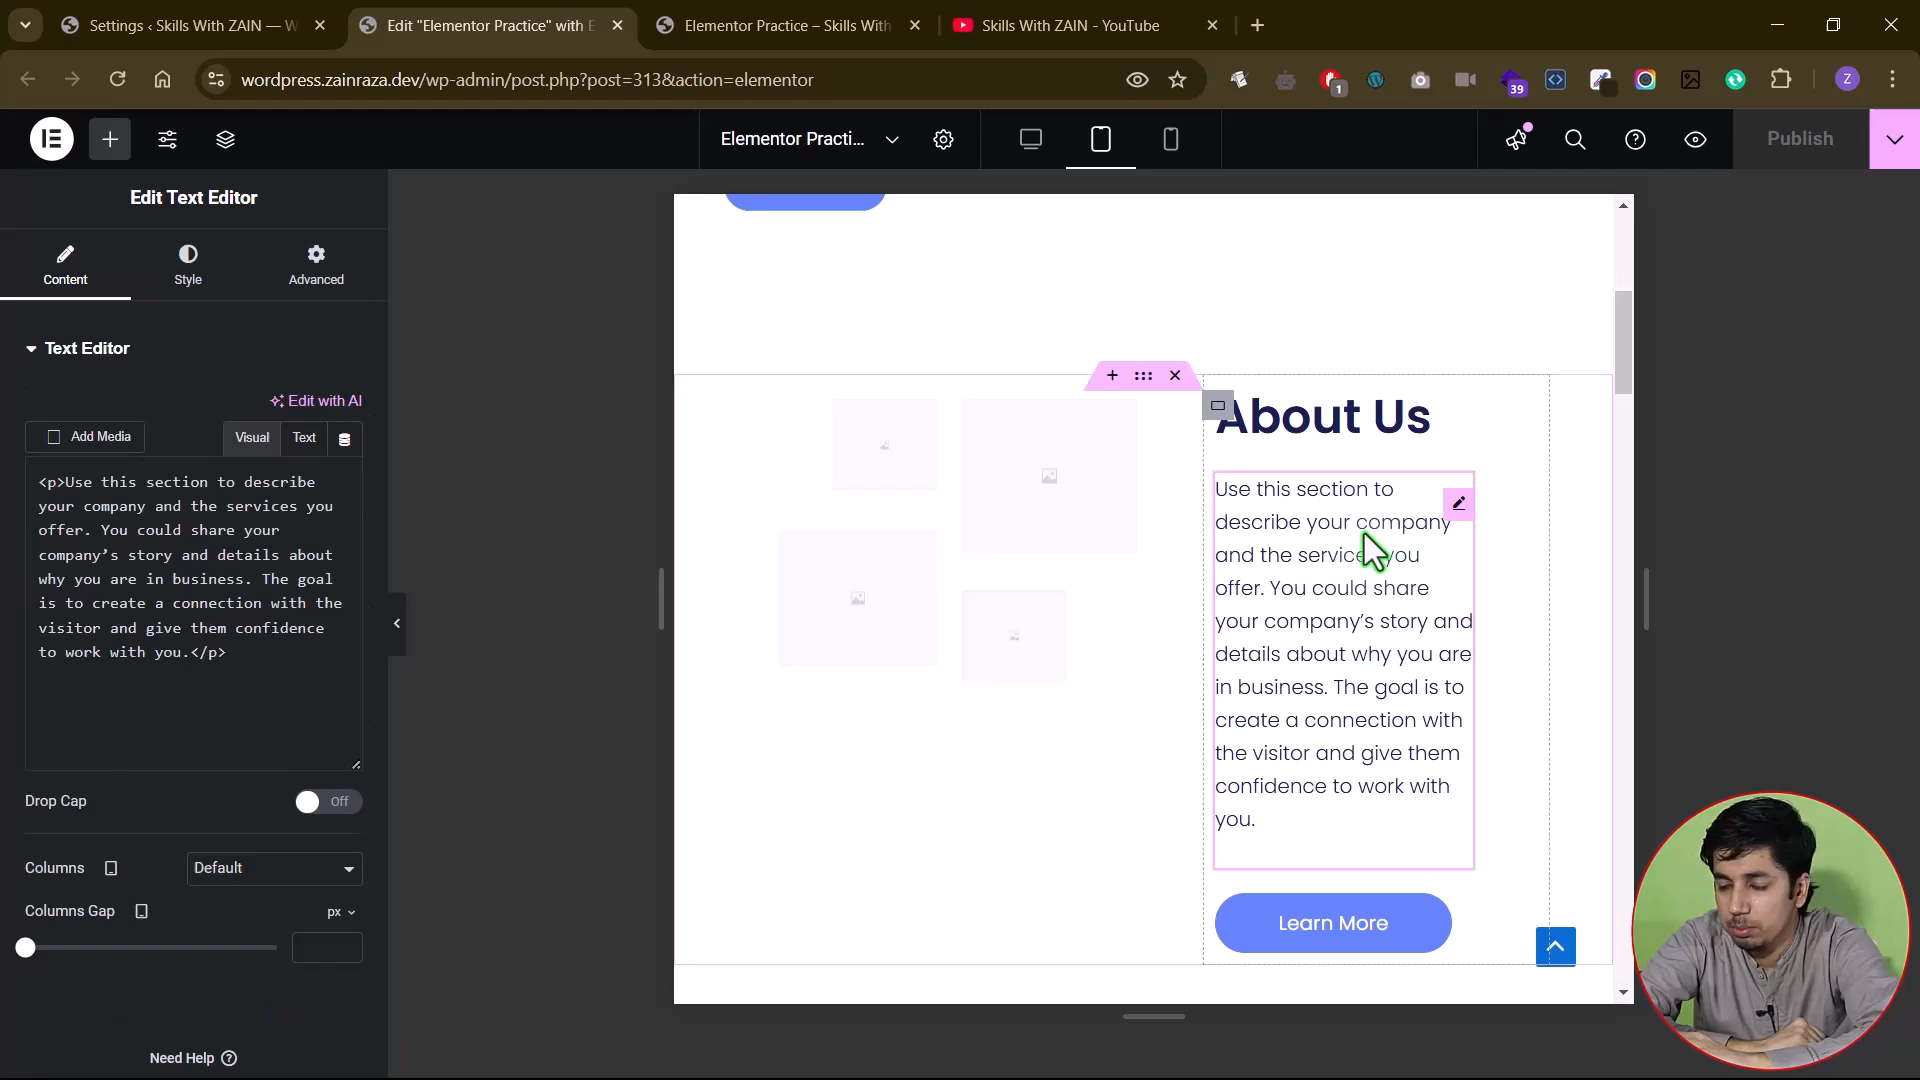 Settings ‹ Skills With ZAIN — W
Edit "Elementor Practice" with E
Elementor Practice – Skills With
Skills With ZAIN - YouTube
wordpress.zainraza.dev/wp-admin/post.php?post=313&action=elementor
1
39
Z
Elementor Practi...
Publish
Edit Text Editor
Content
Style
Advanced
Text Editor
Edit with AI
Add Media
Visual
Text
<p>Use this section to describe
your company and the services you
offer. You could share your
company’s story and details about
why you are in business. The goal
is to create a connection with the
visitor and give them confidence
to work with you.</p>
Drop Cap
Off
Columns
Default
Columns Gap
px
Need Help
About Us
Use this section to
describe your company
and the services you
offer. You could share
your company’s story and
details about why you are
in business. The goal is to
create a connection with
the visitor and give them
confidence to work with
you.
Learn More